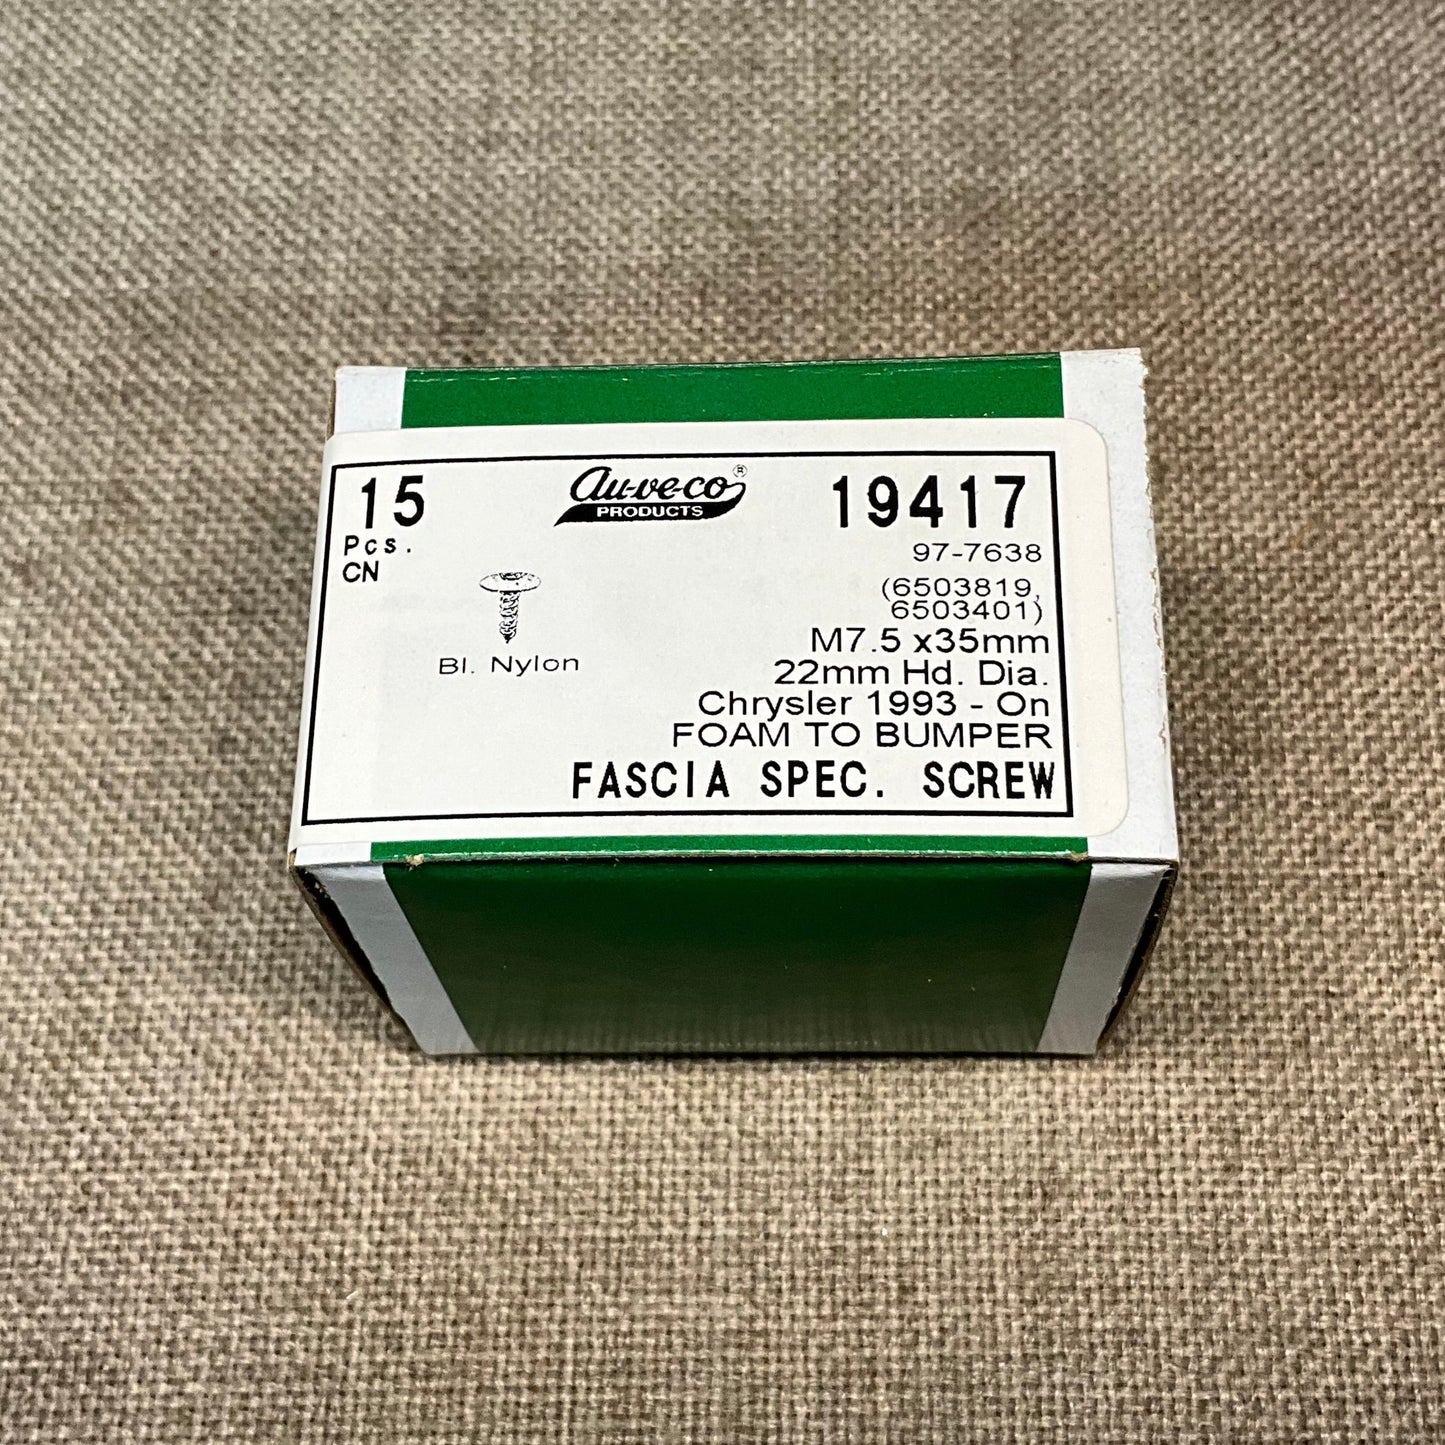 15
Pcs.
CN
au-ve-co®
PRODUCTS
19417
97-7638
(6503819,
6503401)
M7.5 x35mm
22mm Hd. Dia.
Chrysler 1993 - On
FOAM TO BUMPER
FASCIA SPEC. SCREW
Bl. Nylon